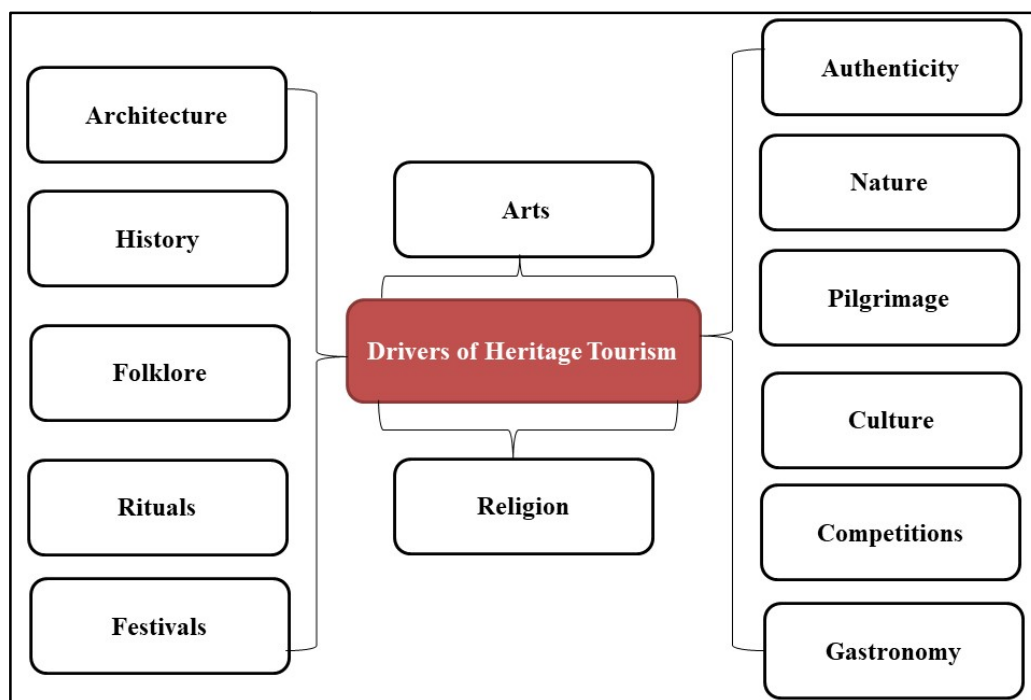 Architecture
History
Folklore
Rituals
Festivals
Arts
Drivers of Heritage Tourism
Religion
Authenticity
Nature
Pilgrimage
Culture
Competitions
Gastronomy